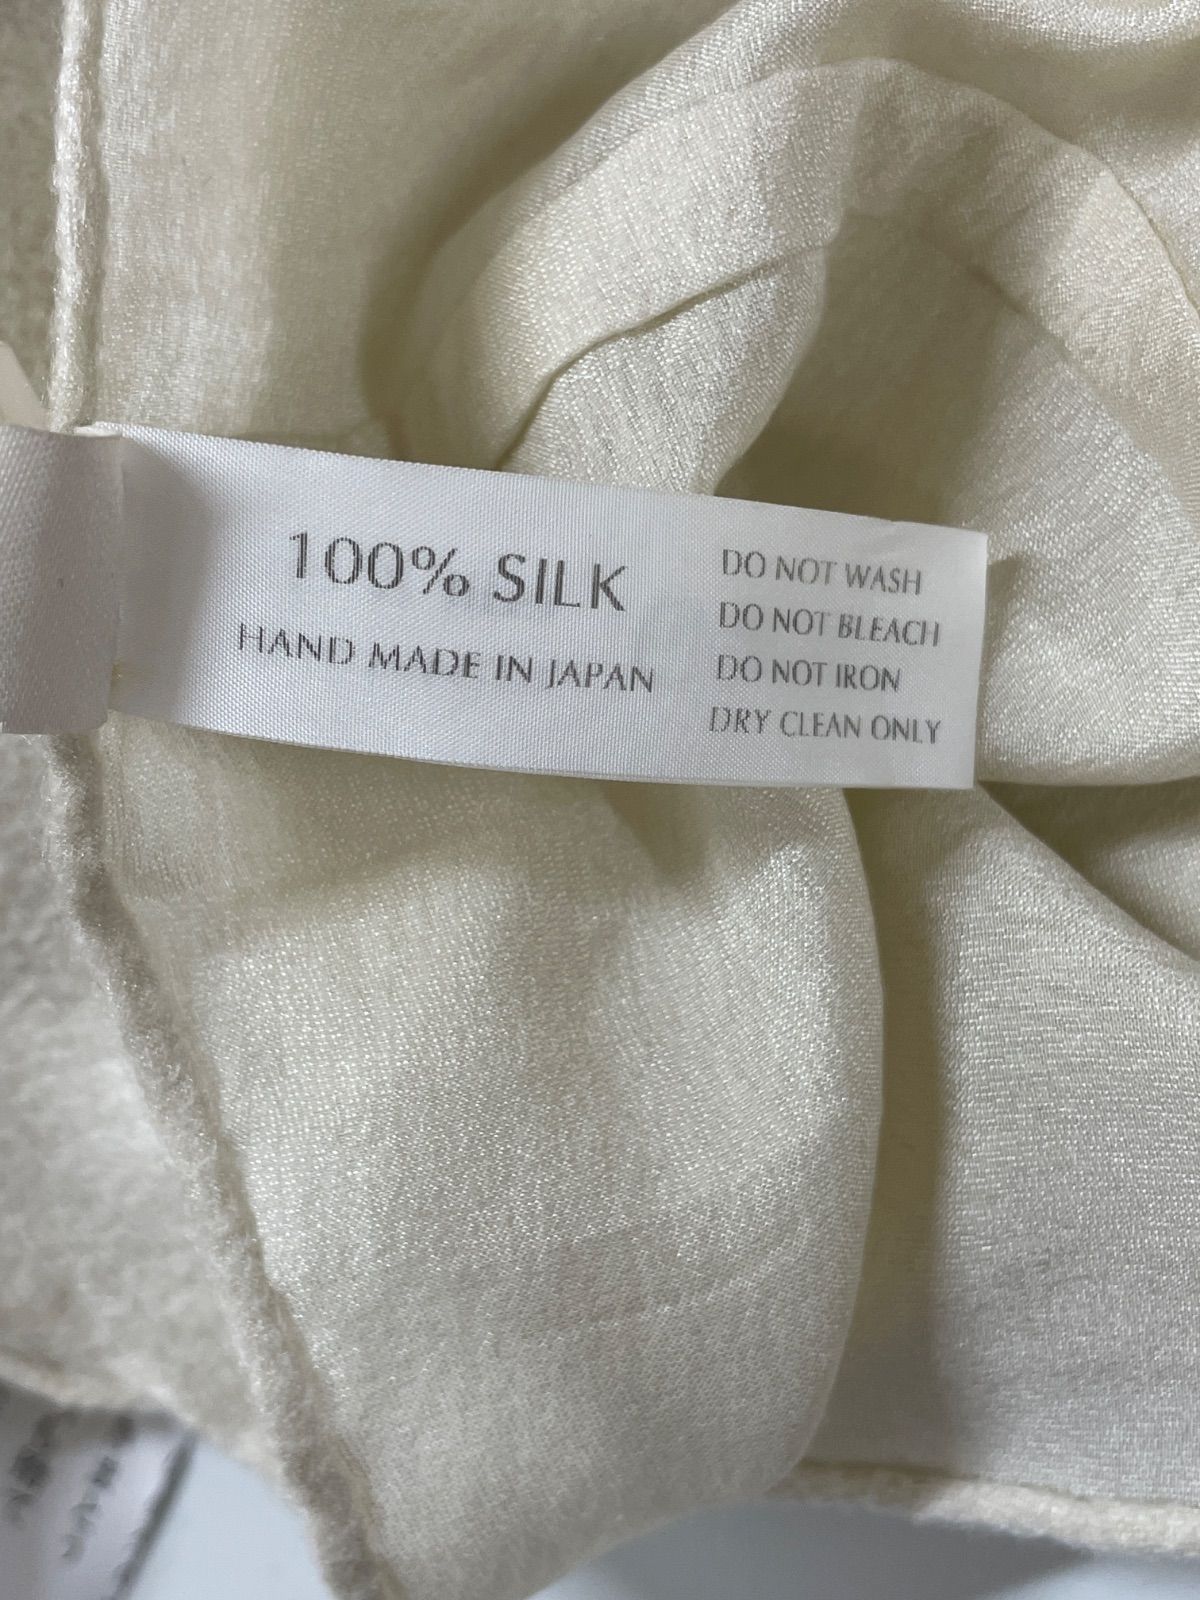 100% SILK
HAND MADE IN JAPAN
DO NOT WASH
DO NOT BLEACH
DO NOT IRON
DRY CLEAN ONLY